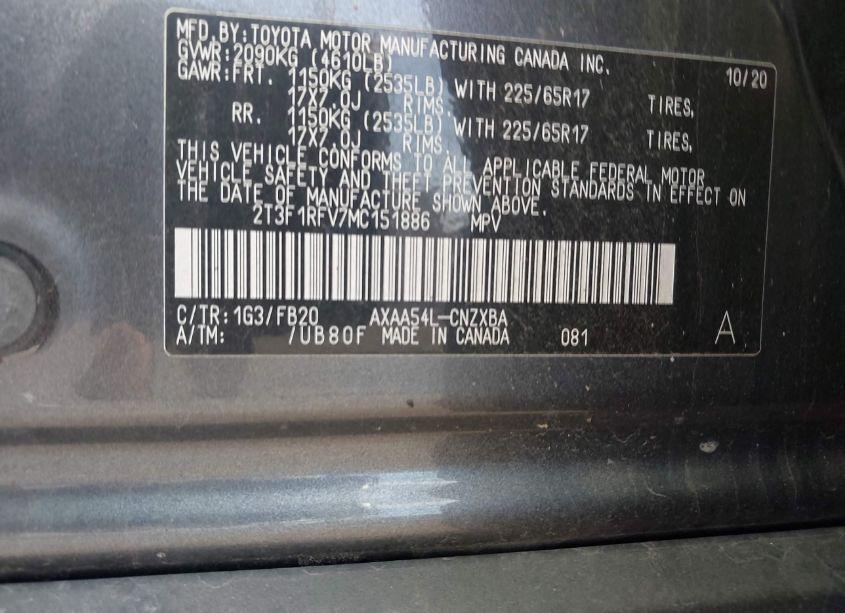 MFD.BY:TOYOTA MOTOR MANUFACTURING CANADA INC.
GVWR:2090KG (4610LB) 10/20
GAWR:FRT. 1150KG (2535LB) WITH 225/65R17 TIRES,
17X7.0J RIMS.
RR. 1150KG (2535LB) WITH 225/65R17 TIRES,
17X7.0J RIMS.
THIS VEHICLE CONFORMS TO ALL APPLICABLE FEDERAL MOTOR
VEHICLE SAFETY AND THEFT PREVENTION STANDARDS IN EFFECT ON
THE DATE OF MANUFACTURE SHOWN ABOVE.
2T3F1RFV7MC151886 MPV
C/TR:1G3/FB20 AXAA54L-CNZXBA
A/TM: /UB80F MADE IN CANADA 081 A